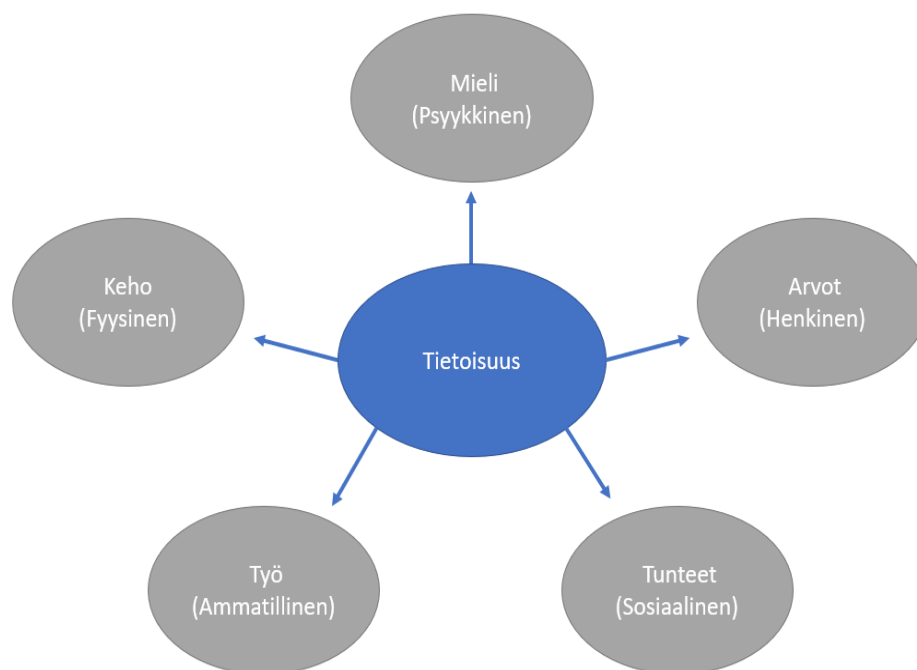 Mieli
(Psyykkinen)
Keho
(Fyysinen)
Arvot
(Henkinen)
Tietoisuus
Työ
(Ammatillinen)
Tunteet
(Sosiaalinen)